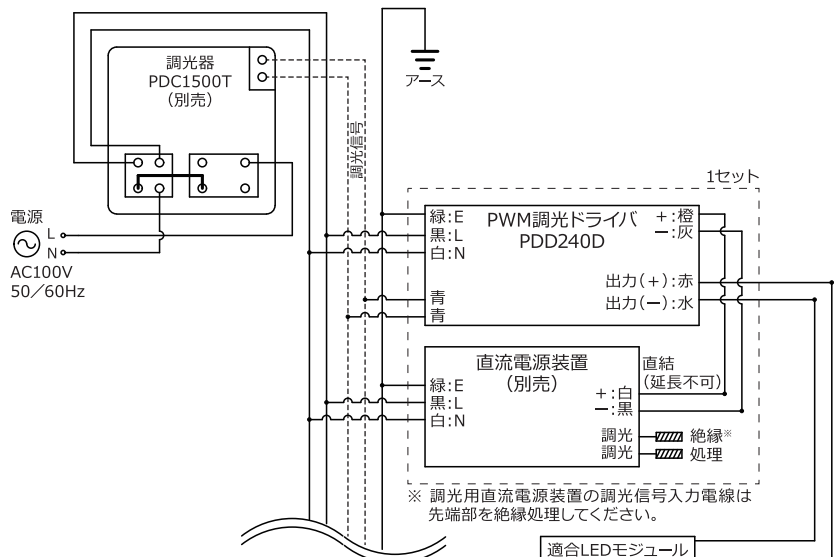 調光器
PDC1500T
(別売)
アース
調光信号
1セット
電源
L
N
AC100V
50/60Hz
緑:E
黒:L
白:N
青
青
PWM調光ドライバ
PDD240D
+:橙
−:灰
出力(+):赤
出力(−):水
緑:E
黒:L
白:N
直流電源装置
(別売)
+:白
−:黒
調光
調光
直結
(延長不可)
絶縁※
処理
※ 調光用直流電源装置の調光信号入力電線は
先端部を絶縁処理してください。
適合LEDモジュール